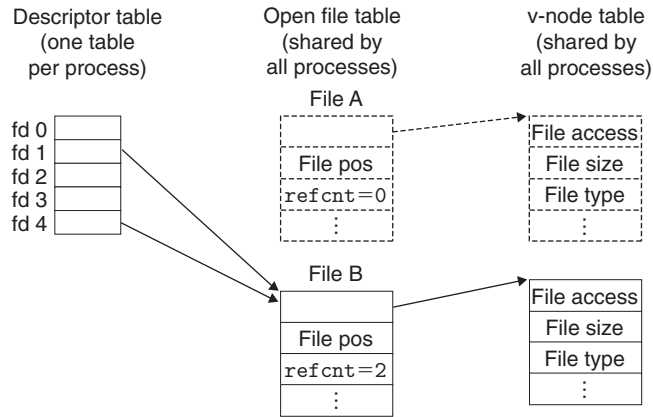 Descriptor table
(one table
per process)
Open file table
(shared by
all processes)
v-node table
(shared by
all processes)
fd 0
fd 1
fd 2
fd 3
fd 4
File A
File pos
refcnt=0
⋮
File access
File size
File type
⋮
File B
File pos
refcnt=2
⋮
File access
File size
File type
⋮